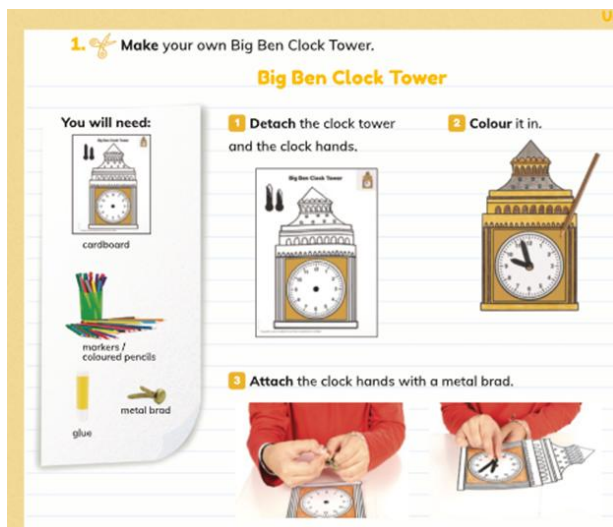 1. Make your own Big Ben Clock Tower.
Big Ben Clock Tower
You will need:
Big Ben Clock Tower
cardboard
markers /
coloured pencils
glue
metal brad
1 Detach the clock tower
and the clock hands.
Big Ben Clock Tower
2 Colour it in.
3 Attach the clock hands with a metal brad.